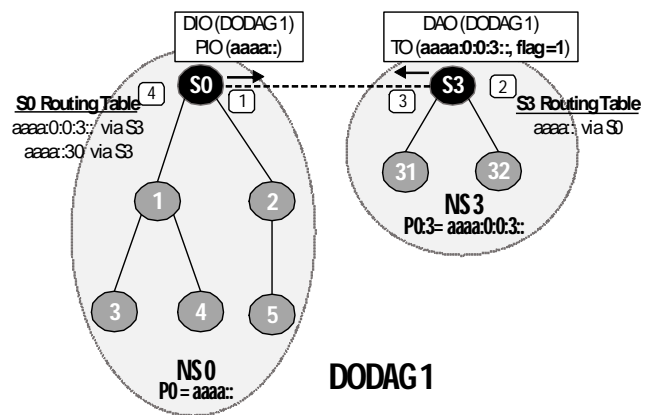 DIO (DODAG 1)
PIO (aaaa::)
DAO (DODAG 1)
TO (aaaa:0:0:3::, flag=1)
4
S0
1
3
S3
2
S0 Routing Table
aaaa:0:0:3:: via S3
aaaa::30 via S3
S3 Routing Table
aaaa:: via S0
31
32
1
2
NS 3
P0:3= aaaa:0:0:3::
3
4
5
NS 0
P0 = aaaa::
DODAG 1